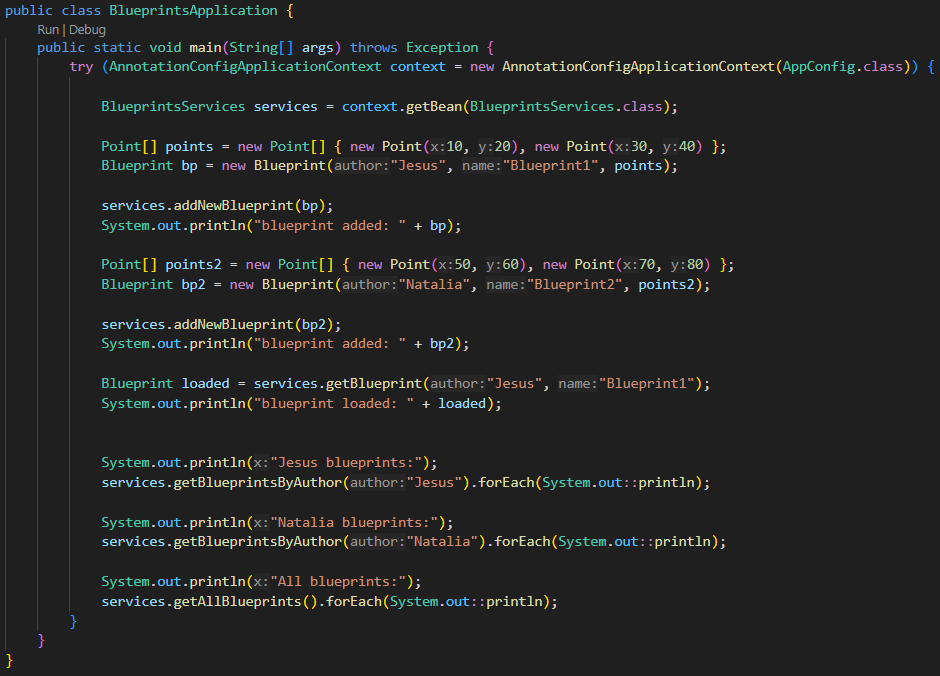 public class BlueprintsApplication {
Run | Debug
public static void main(String[] args) throws Exception {
try (AnnotationConfigApplicationContext context = new AnnotationConfigApplicationContext(AppConfig.class)) {
BlueprintsServices services = context.getBean(BlueprintsServices.class);
Point[] points = new Point[] { new Point(x:10, y:20), new Point(x:30, y:40) };
Blueprint bp = new Blueprint(author:"Jesus", name:"Blueprint1", points);
services.addNewBlueprint(bp);
System.out.println("blueprint added: " + bp);
Point[] points2 = new Point[] { new Point(x:50, y:60), new Point(x:70, y:80) };
Blueprint bp2 = new Blueprint(author:"Natalia", name:"Blueprint2", points2);
services.addNewBlueprint(bp2);
System.out.println("blueprint added: " + bp2);
Blueprint loaded = services.getBlueprint(author:"Jesus", name:"Blueprint1");
System.out.println("blueprint loaded: " + loaded);
System.out.println(x:"Jesus blueprints:");
services.getBlueprintsByAuthor(author:"Jesus").forEach(System.out::println);
System.out.println(x:"Natalia blueprints:");
services.getBlueprintsByAuthor(author:"Natalia").forEach(System.out::println);
System.out.println(x:"All blueprints:");
services.getAllBlueprints().forEach(System.out::println);
}
}
}